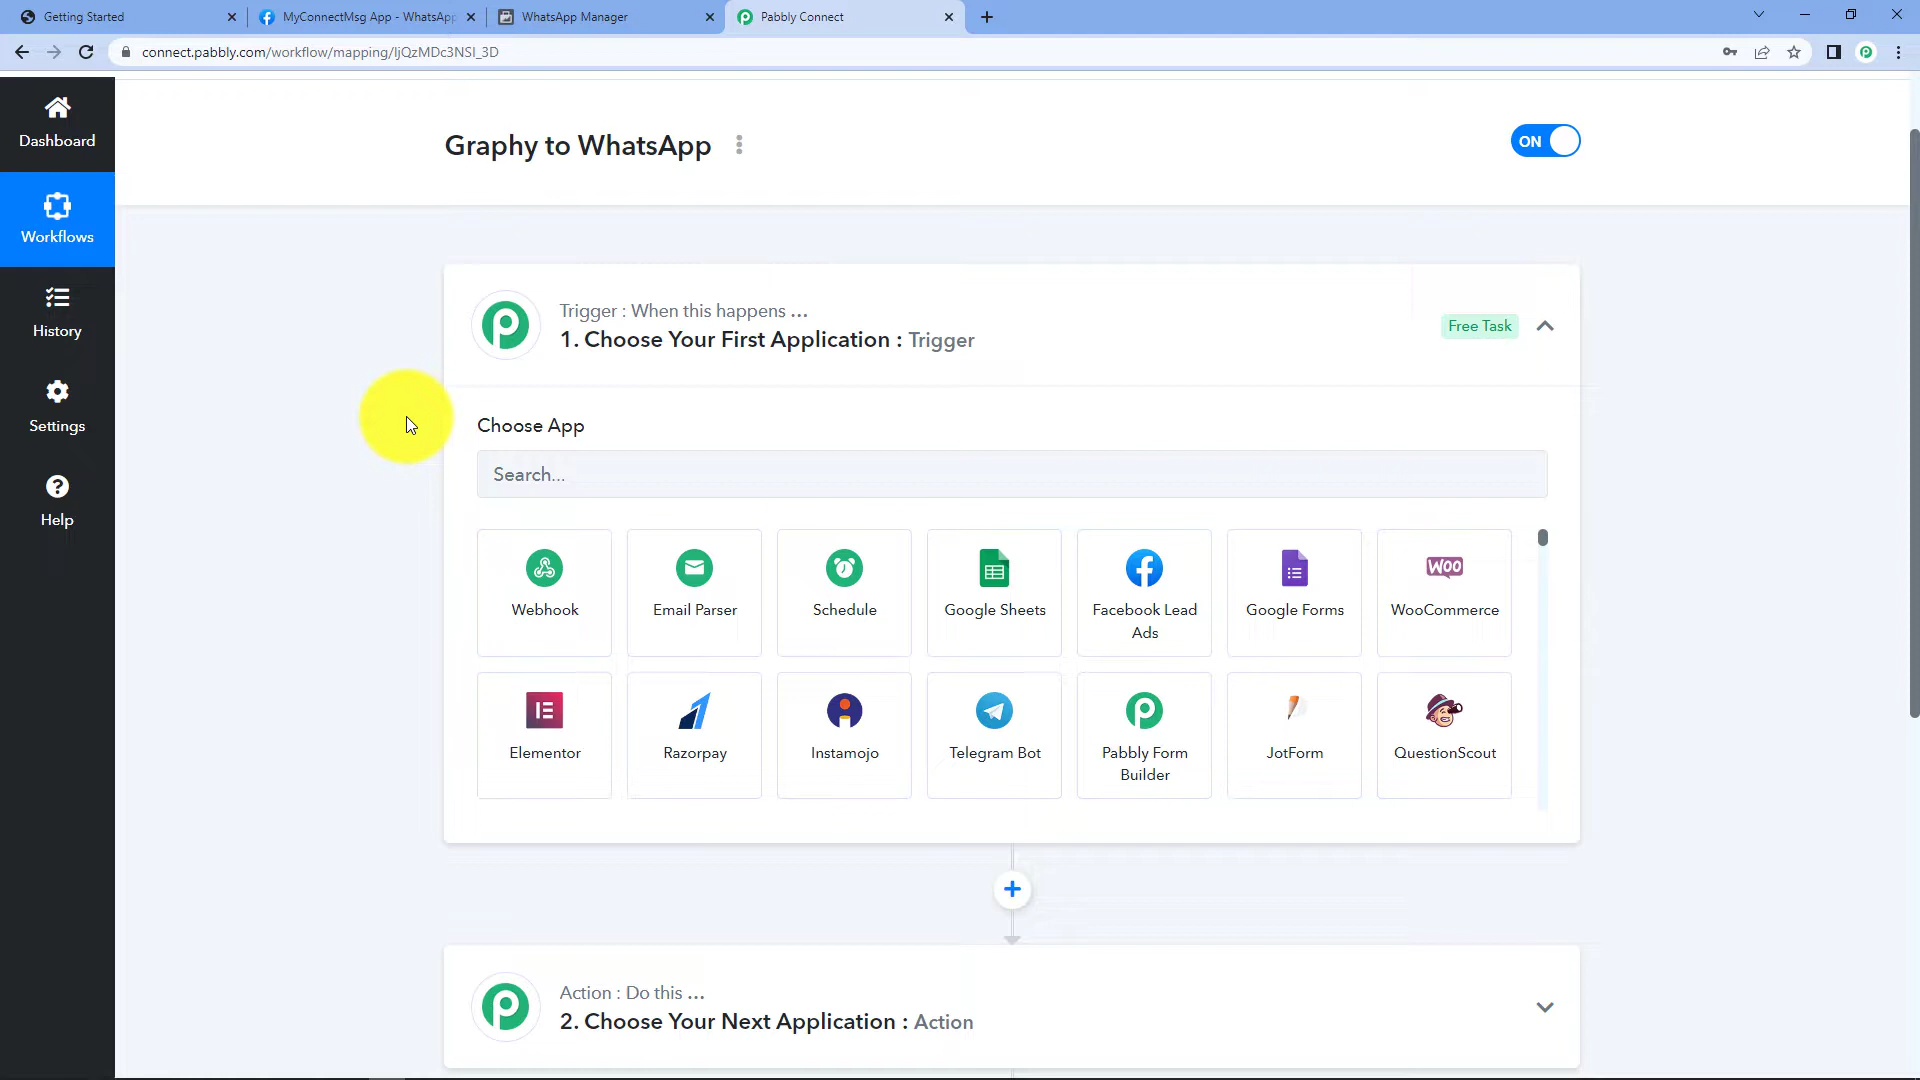 Getting Started
MyConnectMsg App - WhatsApp
WhatsApp Manager
Pabbly Connect
connect.pabbly.com/workflow/mapping/IjQzMDc3NSI_3D
Dashboard
Workflows
History
Settings
Help
Graphy to WhatsApp
ON
Trigger : When this happens ...
1. Choose Your First Application : Trigger
Free Task
Choose App
Search...
Webhook
Email Parser
Schedule
Google Sheets
Facebook Lead
Ads
Google Forms
WOO
WooCommerce
Elementor
Razorpay
Instamojo
Telegram Bot
Pabbly Form
Builder
JotForm
QuestionScout
Action : Do this ...
2. Choose Your Next Application : Action